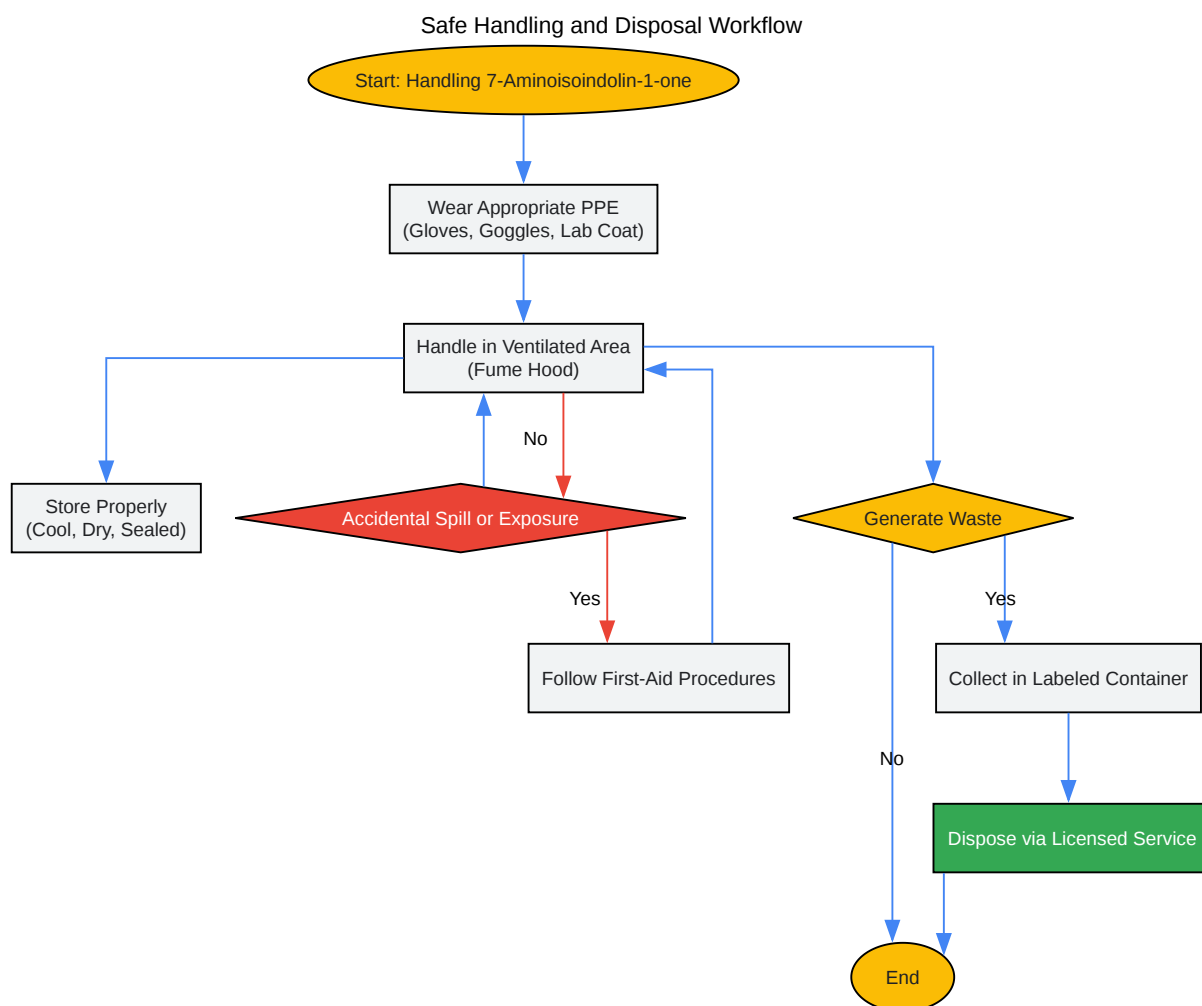 Safe Handling and Disposal Workflow
Start: Handling 7-Aminoisoindolin-1-one
Wear Appropriate PPE
(Gloves, Goggles, Lab Coat)
Handle in Ventilated Area
(Fume Hood)
No
Store Properly
(Cool, Dry, Sealed)
Accidental Spill or Exposure
Generate Waste
Yes
Yes
Follow First-Aid Procedures
Collect in Labeled Container
No
Dispose via Licensed Service
End